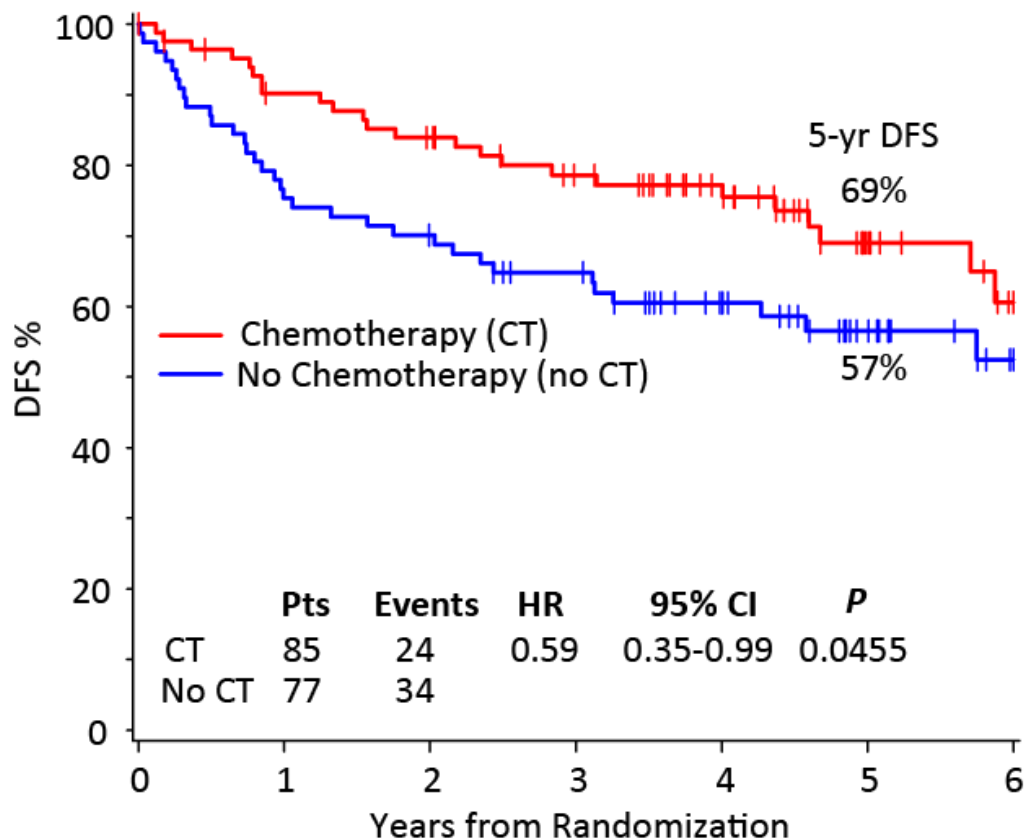 100
80
60
40
20
0
DFS %
5-yr DFS
69%
Chemotherapy (CT)
No Chemotherapy (no CT)
57%
Pts Events HR 95% CI P
CT 85 24 0.59 0.35-0.99 0.0455
No CT 77 34
0 1 2 3 4 5 6
Years from Randomization